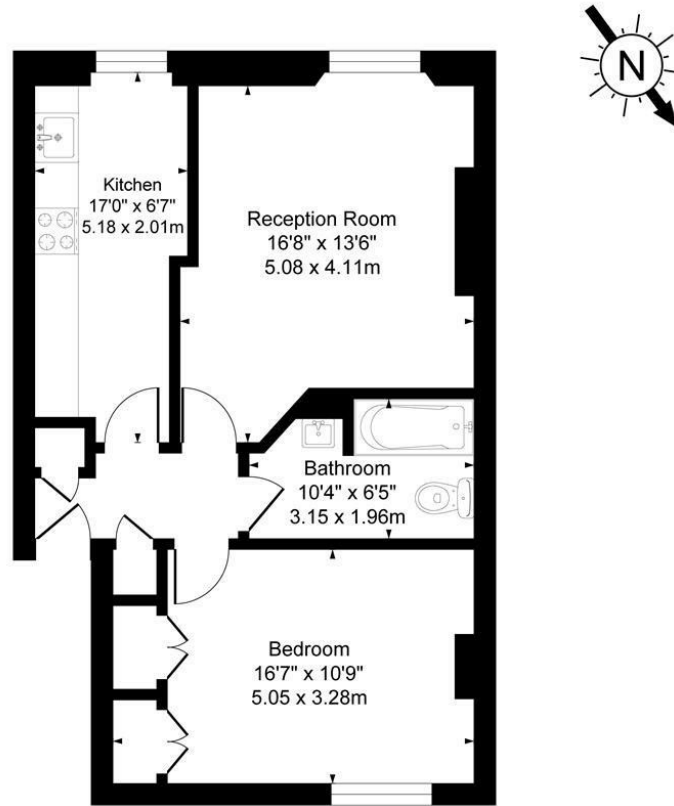 N
Kitchen
17'0" x 6'7"
5.18 x 2.01m
Reception Room
16'8" x 13'6"
5.08 x 4.11m
Bathroom
10'4" x 6'5"
3.15 x 1.96m
Bedroom
16'7" x 10'9"
5.05 x 3.28m